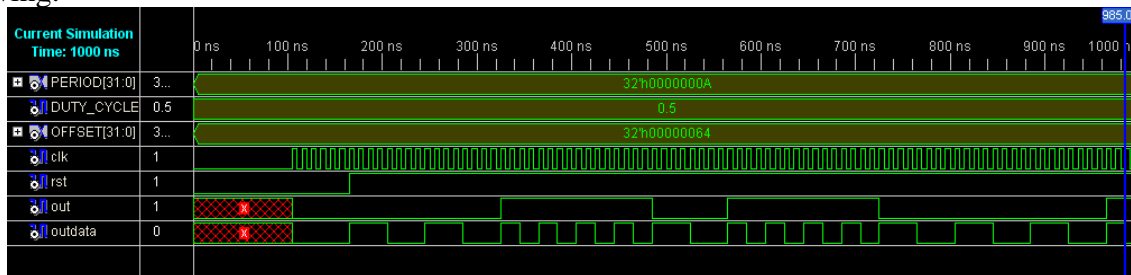 985.0
Current Simulation
Time: 1000 ns
0 ns 100 ns 200 ns 300 ns 400 ns 500 ns 600 ns 700 ns 800 ns 900 ns 1000
PERIOD[31:0] 3... 32'h0000000A
DUTY_CYCLE 0.5 0.5
OFFSET[31:0] 3... 32'h00000064
clk 1
rst 1
out 1 X
outdata 0 X